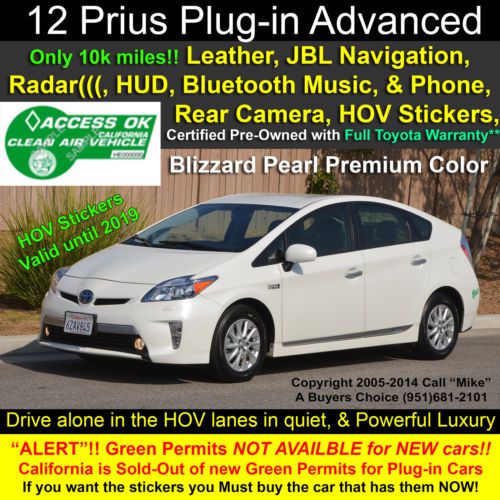 12 Prius Plug-in Advanced
Only 10k miles!! Leather, JBL Navigation,
Radar(((, HUD, Bluetooth Music, & Phone,
Rear Camera, HOV Stickers,
Certified Pre-Owned with Full Toyota Warranty**
ACCESS OK
CALIFORNIA
CLEAN AIR VEHICLE
HE000000
SAMPLE
Blizzard Pearl Premium Color
HOV Stickers
Valid until 2019
6ZAV845
Copyright 2005-2014 Call “Mike”
A Buyers Choice (951)681-2101
Drive alone in the HOV lanes in quiet, & Powerful Luxury
“ALERT”!! Green Permits NOT AVAILBLE for NEW cars!!
California is Sold-Out of new Green Permits for Plug-in Cars
If you want the stickers you Must buy the car that has them NOW!